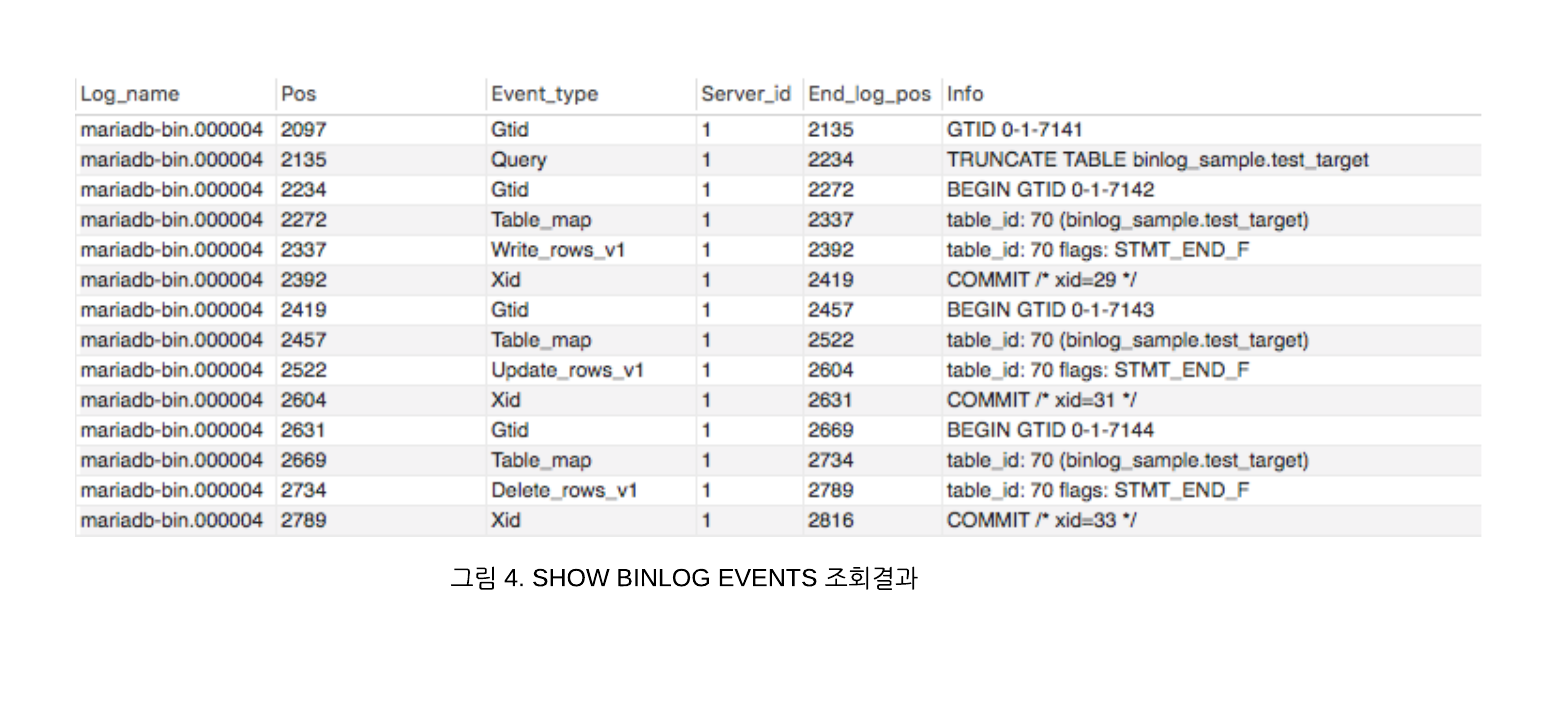 Log_name Pos Event_type Server_id End_log_pos Info
mariadb-bin.000004 2097 Gtid 1 2135 GTID 0-1-7141
mariadb-bin.000004 2135 Query 1 2234 TRUNCATE TABLE binlog_sample.test_target
mariadb-bin.000004 2234 Gtid 1 2272 BEGIN GTID 0-1-7142
mariadb-bin.000004 2272 Table_map 1 2337 table_id: 70 (binlog_sample.test_target)
mariadb-bin.000004 2337 Write_rows_v1 1 2392 table_id: 70 flags: STMT_END_F
mariadb-bin.000004 2392 Xid 1 2419 COMMIT /* xid=29 */
mariadb-bin.000004 2419 Gtid 1 2457 BEGIN GTID 0-1-7143
mariadb-bin.000004 2457 Table_map 1 2522 table_id: 70 (binlog_sample.test_target)
mariadb-bin.000004 2522 Update_rows_v1 1 2604 table_id: 70 flags: STMT_END_F
mariadb-bin.000004 2604 Xid 1 2631 COMMIT /* xid=31 */
mariadb-bin.000004 2631 Gtid 1 2669 BEGIN GTID 0-1-7144
mariadb-bin.000004 2669 Table_map 1 2734 table_id: 70 (binlog_sample.test_target)
mariadb-bin.000004 2734 Delete_rows_v1 1 2789 table_id: 70 flags: STMT_END_F
mariadb-bin.000004 2789 Xid 1 2816 COMMIT /* xid=33 */
그림 4. SHOW BINLOG EVENTS 조회결과